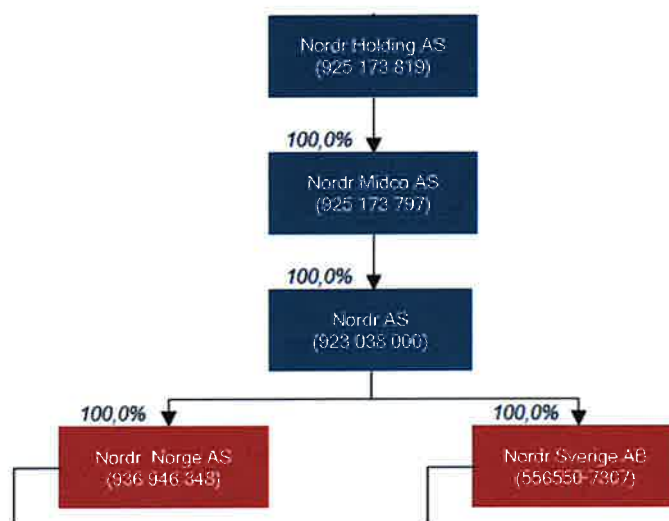 Nordr Holding AS
(925 173 819)
100,0%
Nordr Midco AS
(925 173 797)
100,0%
Nordr AS
(923 038 000)
100,0%
100,0%
Nordr Norge AS
(936 946 348)
Nordr Sverige AB
(556550-7307)